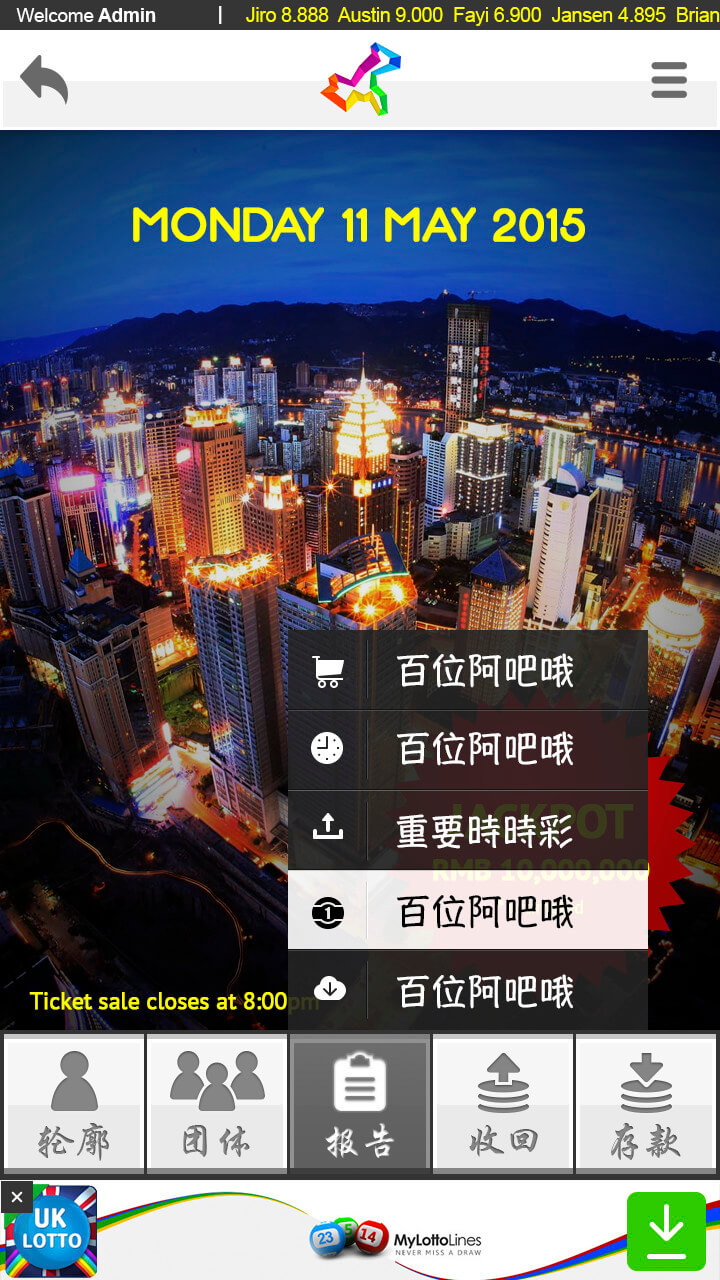 Welcome Admin | Jiro 8.888 Austin 9.000 Fayi 6.900 Jansen 4.895 Brian
MONDAY 11 MAY 2015
百位阿吧哦
百位阿吧哦
JACKPOT
重要時時彩
RMB 10,000,000
1
百位阿吧哦
百位阿吧哦
Ticket sale closes at 8:00pm
轮廓
团体
报告
收回
存款
UK
LOTTO
23 5 14
MyLottoLines
NEVER MISS A DRAW